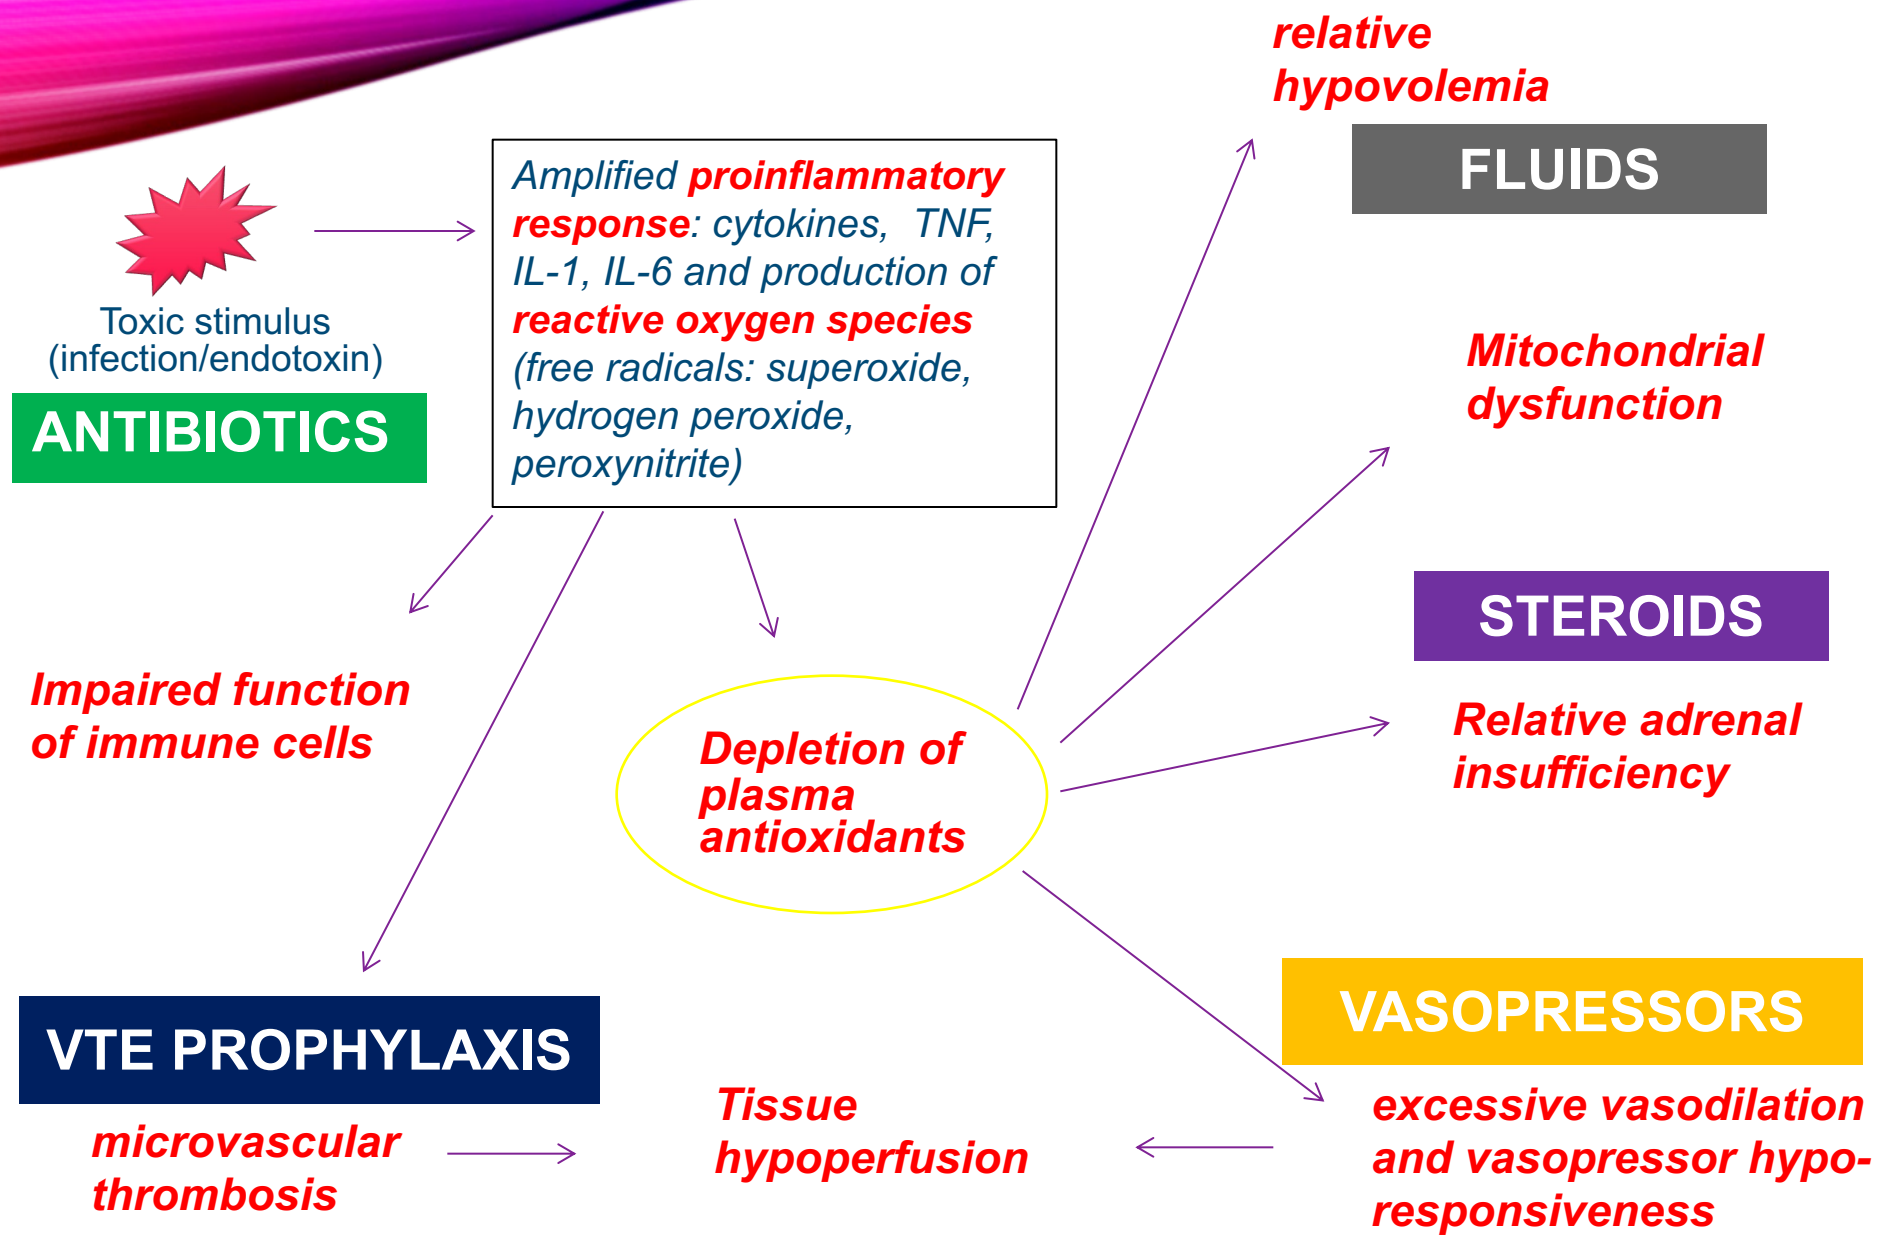 relative
hypovolemia
FLUIDS
Amplified proinflammatory
response: cytokines, TNF,
IL-1, IL-6 and production of
reactive oxygen species
(free radicals: superoxide,
hydrogen peroxide,
peroxynitrite)
Toxic stimulus
(infection/endotoxin)
ANTIBIOTICS
Mitochondrial
dysfunction
STEROIDS
Relative adrenal
insufficiency
Impaired function
of immune cells
Depletion of
plasma
antioxidants
VTE PROPHYLAXIS
microvascular
thrombosis
Tissue
hypoperfusion
VASOPRESSORS
excessive vasodilation
and vasopressor hypo-
responsiveness